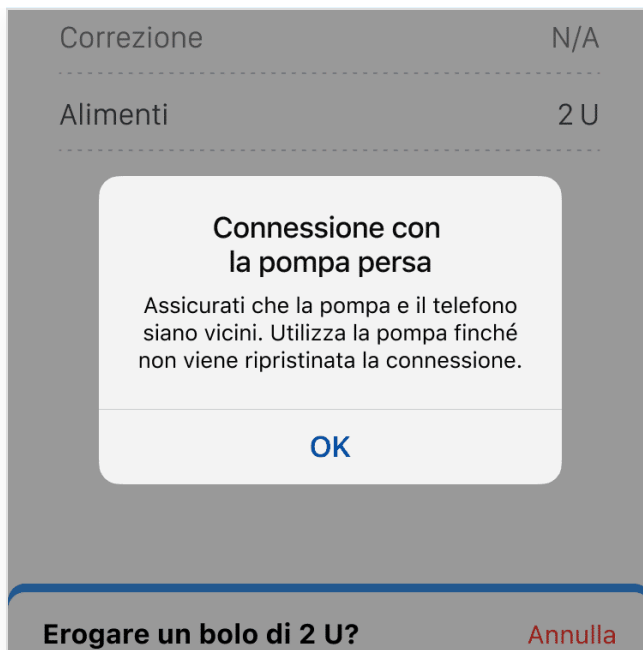 Correzione N/A
Alimenti 2 U
Connessione con
la pompa persa
Assicurati che la pompa e il telefono
siano vicini. Utilizza la pompa finché
non viene ripristinata la connessione.
OK
Erogare un bolo di 2 U? Annulla